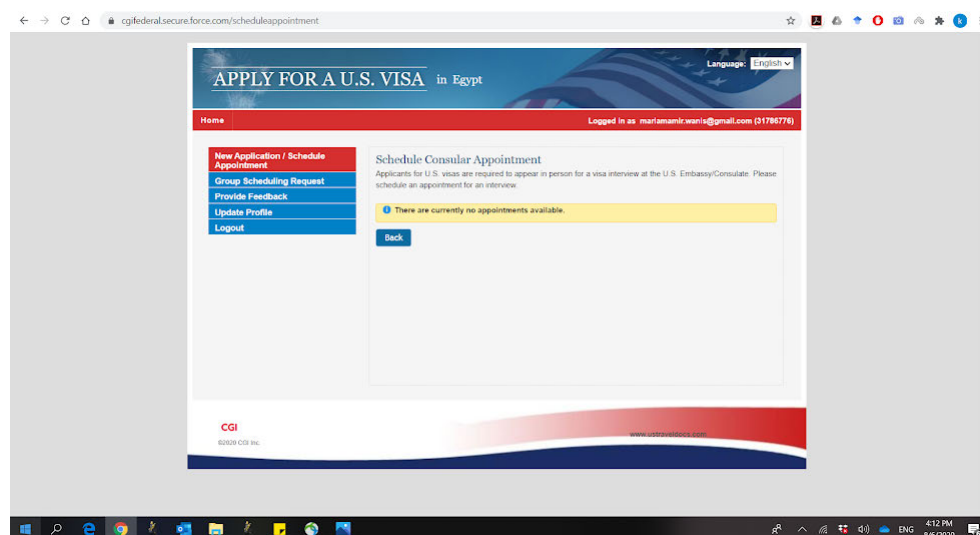 cgifederal.secure.force.com/scheduleappointment
APPLY FOR A U.S. VISA in Egypt
Language: English
Home
Logged in as mariamamir.wanis@gmail.com (31786776)
New Application / Schedule
Appointment
Group Scheduling Request
Provide Feedback
Update Profile
Logout
Schedule Consular Appointment
Applicants for U.S. visas are required to appear in person for a visa interview at the U.S. Embassy/Consulate. Please
schedule an appointment for an interview.
There are currently no appointments available.
Back
CGI
©2020 CGI Inc.
www.ustraveldocs.com
ENG
4:12 PM
8/6/2020